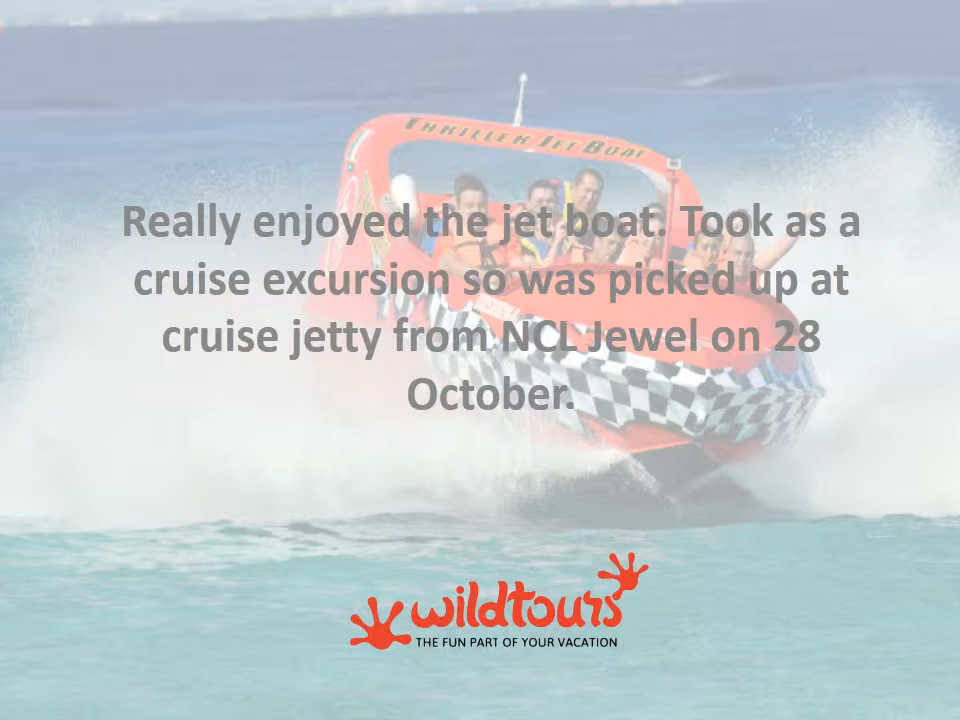 THRILLER JET BOAT
Really enjoyed the jet boat. Took as a
cruise excursion so was picked up at
cruise jetty from NCL Jewel on 28
October.
wildtours
THE FUN PART OF YOUR VACATION